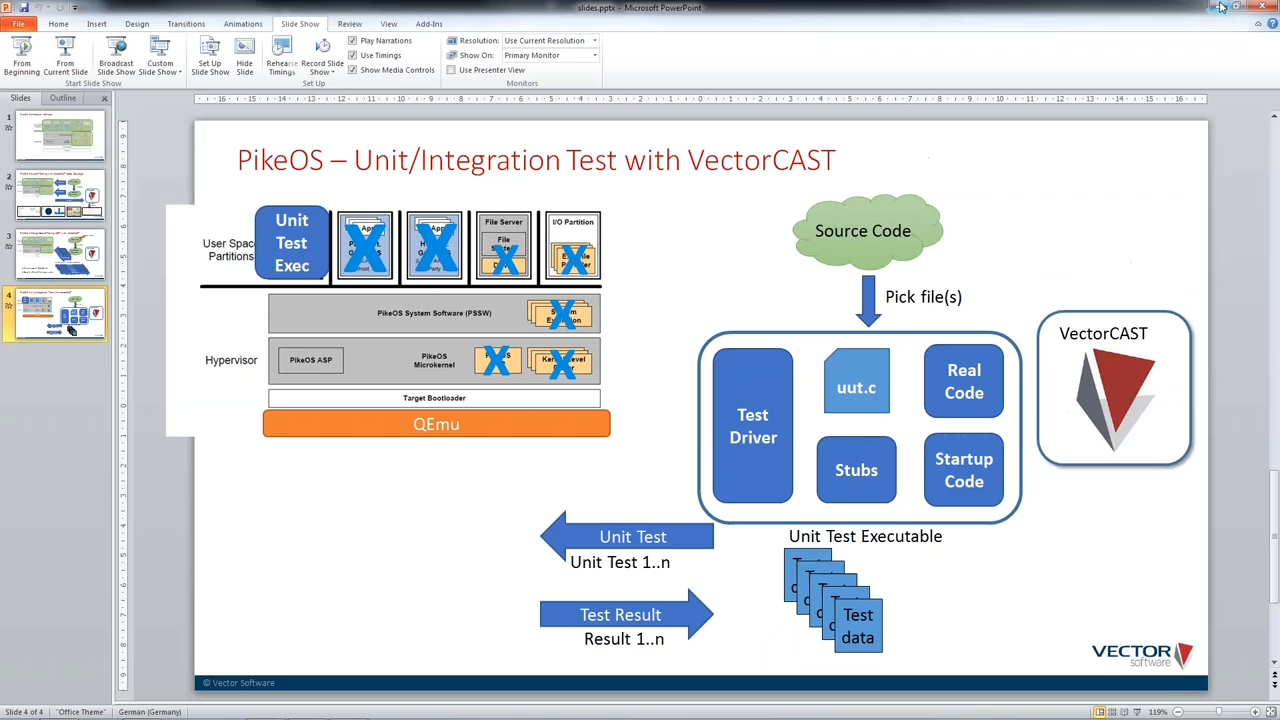 slides.pptx - Microsoft PowerPoint
File
Home
Insert
Design
Transitions
Animations
Slide Show
Review
View
Add-Ins
From
Beginning
From
Current Slide
Broadcast
Slide Show
Custom
Slide Show
Start Slide Show
Set Up
Slide Show
Hide
Slide
Rehearse
Timings
Record Slide
Show
Play Narrations
Use Timings
Show Media Controls
Set Up
Resolution:
Use Current Resolution
Show On:
Primary Monitor
Use Presenter View
Monitors
Slides
Outline
1
2
3
4
PikeOS – Unit/Integration Test with VectorCAST
User Space
Partitions
Unit
Test
Exec
File Server
File
I/O Partition
PikeOS System Software (PSSW)
Hypervisor
PikeOS ASP
PikeOS
Microkernel
Target Bootloader
QEmu
Source Code
Pick file(s)
Test
Driver
uut.c
Real
Code
Stubs
Startup
Code
VectorCAST
Unit Test
Unit Test 1..n
Unit Test Executable
Test Result
Result 1..n
Test
data
VECTOR
software
© Vector Software
Slide 4 of 4
"Office Theme"
German (Germany)
119%